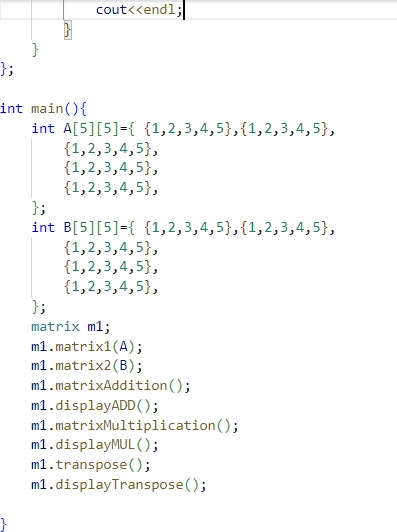 cout<<endl;
}
}
};
int main(){
int A[5][5]={ {1,2,3,4,5},{1,2,3,4,5},
{1,2,3,4,5},
{1,2,3,4,5},
{1,2,3,4,5},
};
int B[5][5]={ {1,2,3,4,5},{1,2,3,4,5},
{1,2,3,4,5},
{1,2,3,4,5},
{1,2,3,4,5},
};
matrix m1;
m1.matrix1(A);
m1.matrix2(B);
m1.matrixAddition();
m1.displayADD();
m1.matrixMultiplication();
m1.displayMUL();
m1.transpose();
m1.displayTranspose();
}